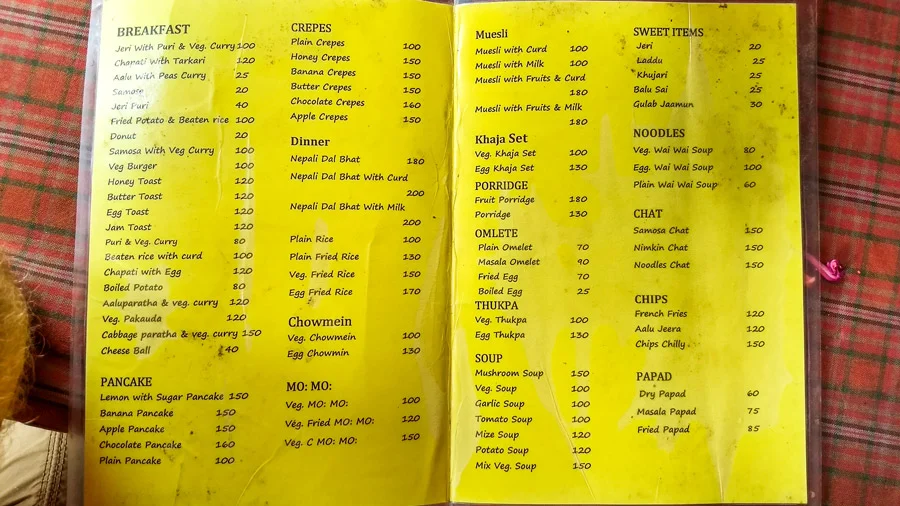 BREAKFAST
Jeri With Puri & Veg. Curry 100
Chapati With Tarkari 120
Aalu With Peas Curry 25
Samose 20
Jeri Puri 40
Fried Potato & Beaten rice 100
Donut 20
Samosa With Veg Curry 100
Veg Burger 100
Honey Toast 120
Butter Toast 120
Egg Toast 120
Jam Toast 120
Puri & Veg. Curry 80
Beaten rice with curd 100
Chapati with Egg 120
Boiled Potato 80
Aaluparatha & veg. curry 120
Veg. Pakauda 120
Cabbage paratha & veg. curry 150
Cheese Ball 40
PANCAKE
Lemon with Sugar Pancake 150
Banana Pancake 150
Apple Pancake 150
Chocolate Pancake 160
Plain Pancake 100
CREPES
Plain Crepes 100
Honey Crepes 150
Banana Crepes 150
Butter Crepes 150
Chocolate Crepes 160
Apple Crepes 150
Dinner
Nepali Dal Bhat 180
Nepali Dal Bhat With Curd
200
Nepali Dal Bhat With Milk
200
Plain Rice 100
Plain Fried Rice 130
Veg. Fried Rice 150
Egg Fried Rice 170
Chowmein
Veg. Chowmein 100
Egg Chowmin 130
MO: MO:
Veg. MO: MO: 100
Veg. Fried MO: MO: 120
Veg. C MO: MO: 150
Muesli
Muesli with Curd 100
Muesli with Milk 100
Muesli with Fruits & Curd
180
Muesli with Fruits & Milk
180
Khaja Set
Veg. Khaja Set 100
Egg Khaja Set 130
PORRIDGE
Fruit Porridge 180
Porridge 130
OMLETE
Plain Omelet 70
Masala Omelet 90
Fried Egg 70
Boiled Egg 25
THUKPA
Veg. Thukpa 100
Egg Thukpa 130
SOUP
Mushroom Soup 150
Veg. Soup 100
Garlic Soup 100
Tomato Soup 100
Mize Soup 120
Potato Soup 120
Mix Veg. Soup 150
SWEET ITEMS
Jeri 20
Laddu 25
Khujari 25
Balu Sai 25
Gulab Jaamun 30
NOODLES
Veg. Wai Wai Soup 80
Egg. Wai Wai Soup 100
Plain Wai Wai Soup 60
CHAT
Samosa Chat 150
Nimkin Chat 150
Noodles Chat 150
CHIPS
French Fries 120
Aalu Jeera 120
Chips Chilly 150
PAPAD
Dry Papad 60
Masala Papad 75
Fried Papad 85